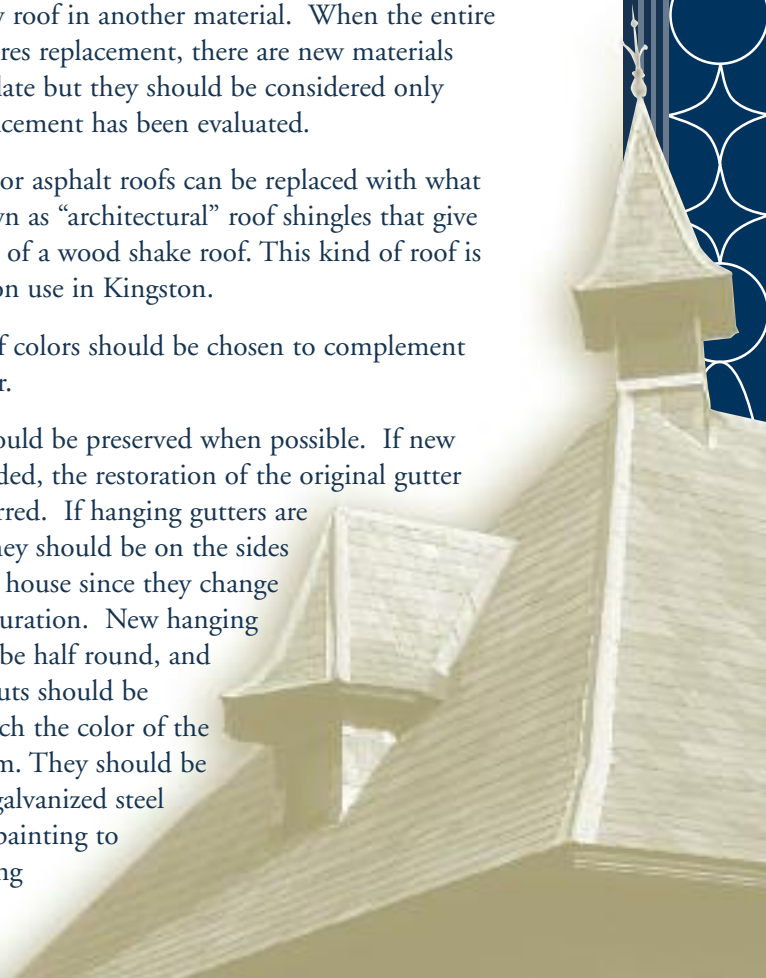 y roof in another material. When the entire
res replacement, there are new materials
late but they should be considered only
cement has been evaluated.
or asphalt roofs can be replaced with what
wn as “architectural” roof shingles that give
of a wood shake roof. This kind of roof is
on use in Kingston.
f colors should be chosen to complement
r.
ould be preserved when possible. If new
ded, the restoration of the original gutter
rred. If hanging gutters are
hey should be on the sides
house since they change
uration. New hanging
be half round, and
uts should be
ch the color of the
m. They should be
galvanized steel
painting to
ng